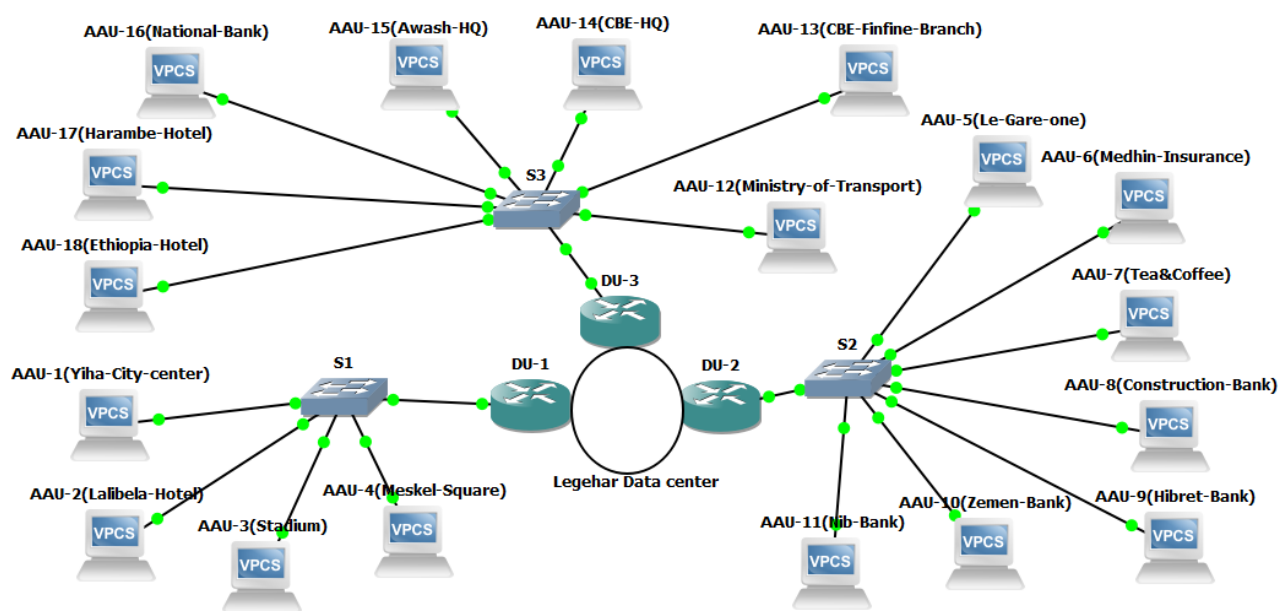 AAU-14(CBE-HQ)
AAU-15(Awash-HQ)
AAU-16(National-Bank)
AAU-13(CBE-Finfine-Branch)
VPCS
VPCS
VPCS
VPCS
AAU-5(Le-Gare-one)
AAU-17(Harambe-Hotel)
AAU-6(Medhin-Insurance)
VPCS
VPCS
S3
AAU-12(Ministry-of-Transport)
VPCS
VPCS
AAU-18(Ethiopia-Hotel)
AAU-7(Tea&Coffee)
VPCS
DU-3
VPCS
S2
AAU-1(Yiha-City-center)
S1
DU-1
DU-2
AAU-8(Construction-Bank)
VPCS
VPCS
Legehar Data center
AAU-2(Lalibela-Hotel)
AAU-4(Meskel-Square)
AAU-3(Stadium)
AAU-11(Nib-Bank)
AAU-10(Zemen-Bank)
AAU-9(Hibret-Bank)
VPCS
VPCS
VPCS
VPCS
VPCS
VPCS